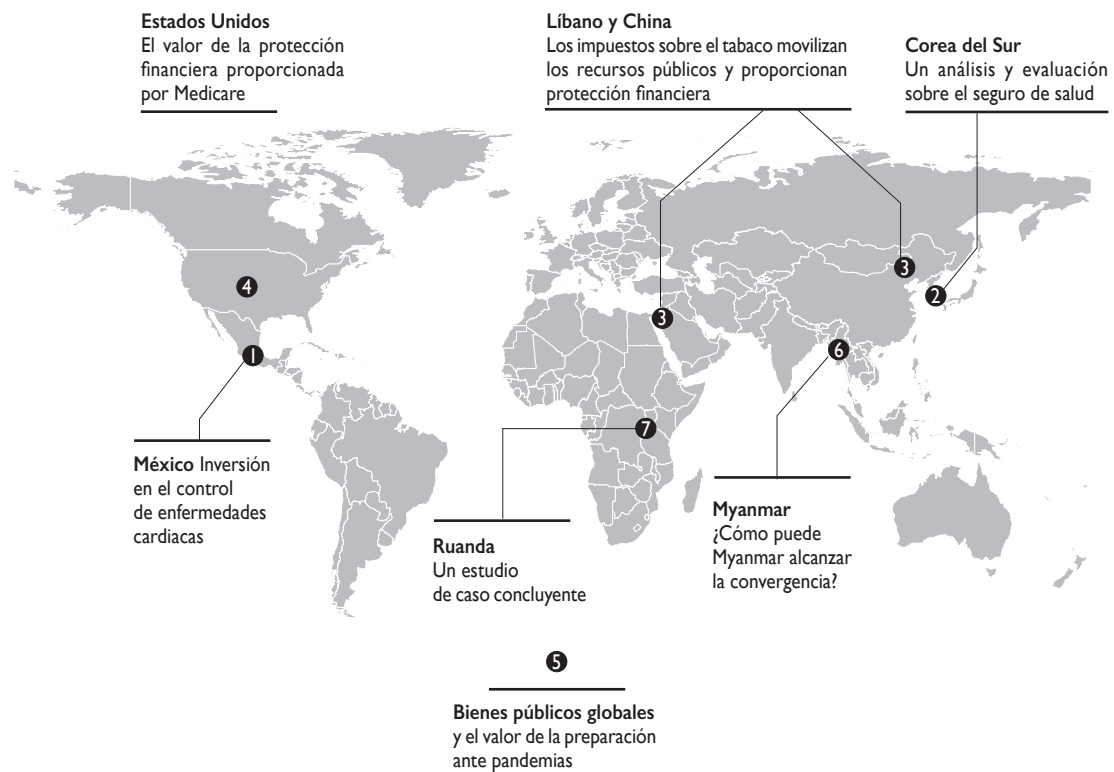 Estados Unidos
El valor de la protección
financiera proporcionada
por Medicare
Líbano y China
Los impuestos sobre el tabaco movilizan
los recursos públicos y proporcionan
protección financiera
Corea del Sur
Un análisis y evaluación
sobre el seguro de salud
4
3
2
3
1
6
7
México Inversión
en el control
de enfermedades
cardiacas
Ruanda
Un estudio
de caso concluyente
Myanmar
¿Cómo puede
Myanmar alcanzar
la convergencia?
5
Bienes públicos globales
y el valor de la preparación
ante pandemias